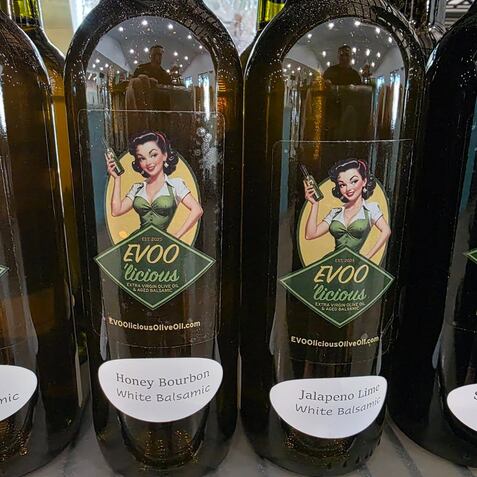 EST. 2025
EVOO
'licious
EXTRA VIRGIN OLIVE OIL
& AGED BALSAMIC
EVOOliciousOliveOil.com
Honey Bourbon
White Balsamic
EST. 2025
EVOO
'licious
EXTRA VIRGIN OLIVE OIL
& AGED BALSAMIC
EVOOliciousOliveOil.com
Jalapeno Lime
White Balsamic